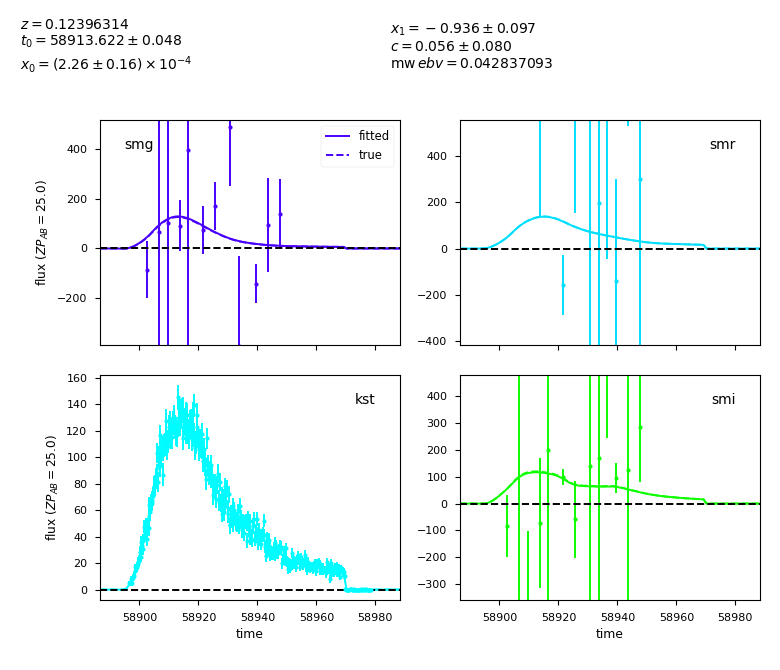 z = 0.12396314
t₀ = 58913.622 ± 0.048
x₀ = (2.26 ± 0.16) × 10⁻⁴
x₁ = −0.936 ± 0.097
c = 0.056 ± 0.080
mw ebv = 0.042837093
smg
fitted
true
400
200
0
−200
flux (ZP_AB = 25.0)
smr
400
200
0
−200
−400
kst
160
140
120
100
80
60
40
20
0
flux (ZP_AB = 25.0)
58900 58920 58940 58960 58980
time
smi
400
300
200
100
0
−100
−200
−300
58900 58920 58940 58960 58980
time